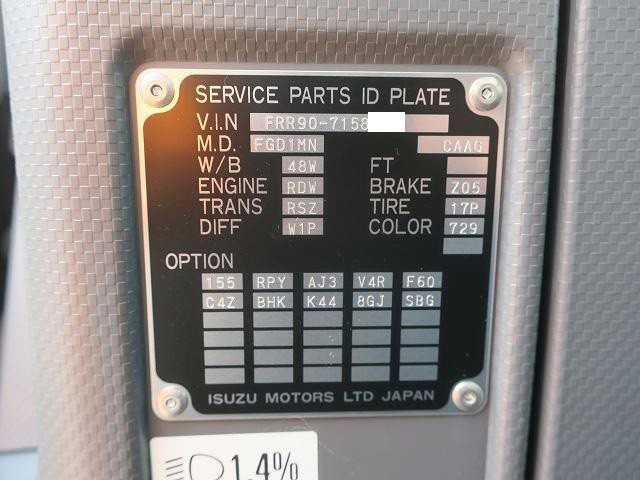 SERVICE PARTS ID PLATE
V.I.N FRR90-7158
M.D. FGD1MN CAAG
W/B 48W FT
ENGINE RDW BRAKE Z05
TRANS RSZ TIRE 17P
DIFF W1P COLOR 729
OPTION
155 RPY AJ3 V4R F60
C4Z BHK K44 8GJ SBG
ISUZU MOTORS LTD JAPAN
1.4%